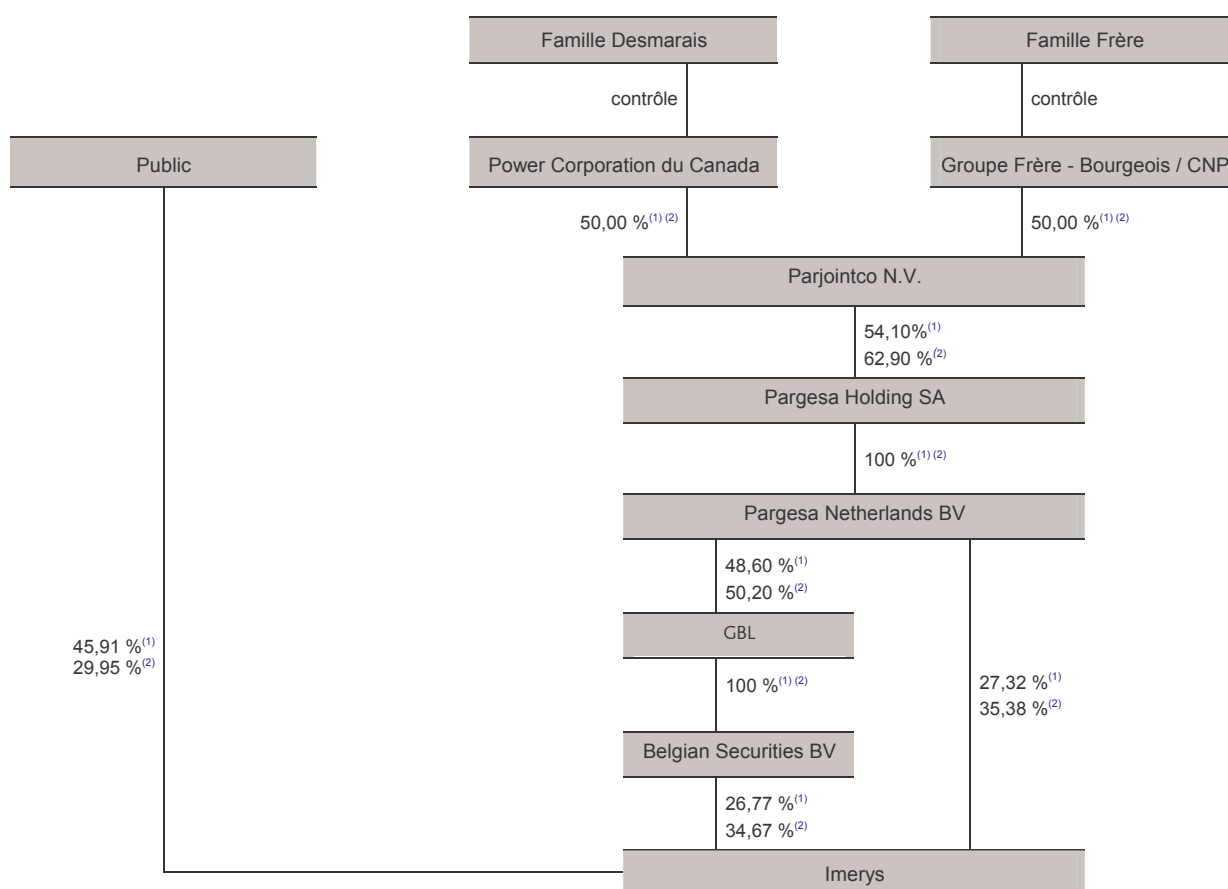 Famille Desmarais
Famille Frère
contrôle
contrôle
Public
Power Corporation du Canada
Groupe Frère - Bourgeois / CNP
50,00 %(1) (2)
50,00 %(1) (2)
Parjointco N.V.
54,10%(1)
62,90 %(2)
Pargesa Holding SA
100 %(1) (2)
Pargesa Netherlands BV
48,60 %(1)
50,20 %(2)
GBL
45,91 %(1)
29,95 %(2)
100 %(1) (2)
27,32 %(1)
35,38 %(2)
Belgian Securities BV
26,77 %(1)
34,67 %(2)
Imerys